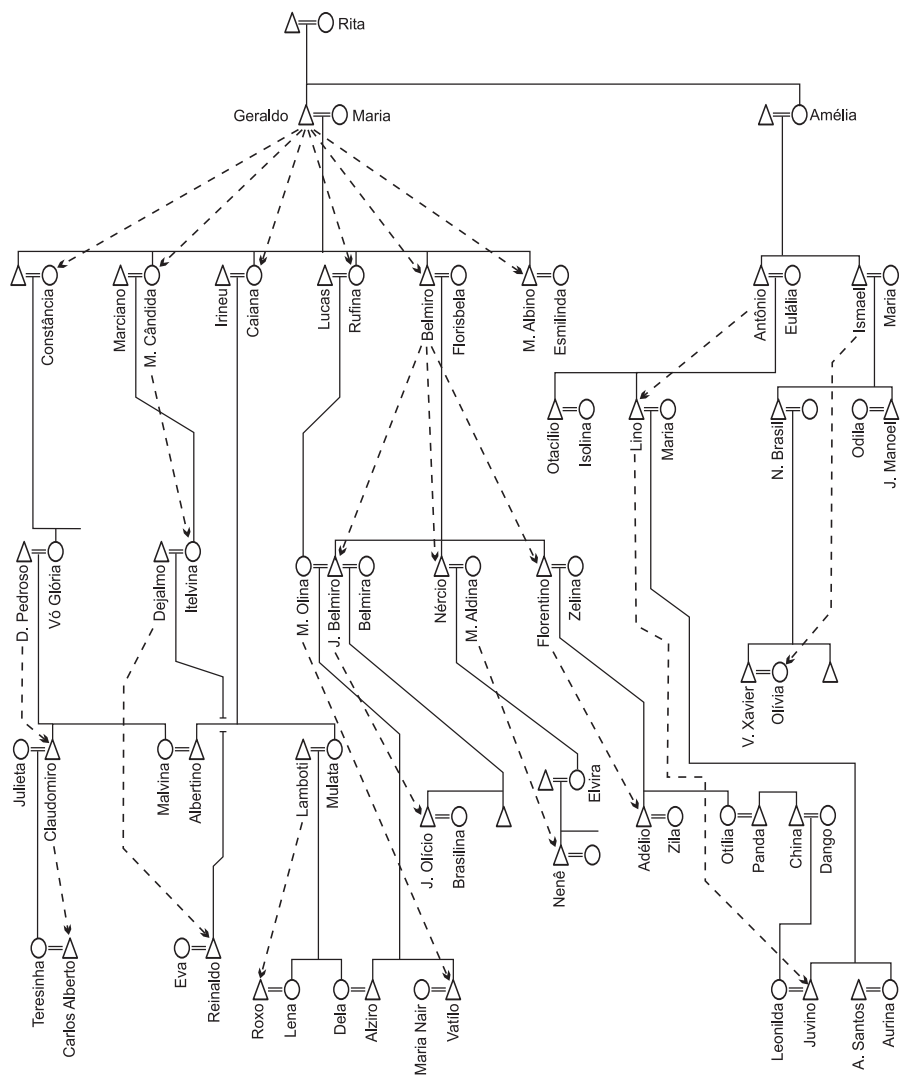 Rita
Geraldo
Maria
Amélia
Constância
Marciano
M. Cândida
Irineu
Caiana
Lucas
Rufina
Belmiro
Florisbela
M. Albino
Esmilinda
Antônio
Eulália
Ismael
Maria
Otacílio
Isolina
Lino
Maria
N. Brasil
Odila
J. Manoel
D. Pedroso
Vó Glória
Dejalmo
Itelvina
M. Olina
J. Belmiro
Belmira
Nércio
M. Aldina
Florentino
Zelina
V. Xavier
Olívia
Julieta
Claudomiro
Malvina
Albertino
Lamboti
Mulata
Elvira
J. Olício
Brasilina
Nenê
Adélio
Zila
Otília
Panda
China
Dango
Teresinha
Carlos Alberto
Eva
Reinaldo
Roxo
Lena
Dela
Alziro
Maria Nair
Vatílo
Leonilda
Juvino
A. Santos
Aurina